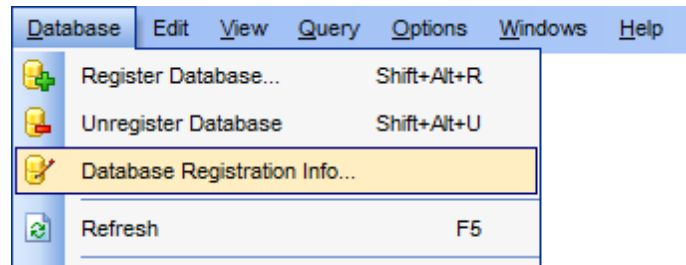 Database Edit View Query Options Windows Help
Register Database... Shift+Alt+R
Unregister Database Shift+Alt+U
Database Registration Info...
Refresh F5